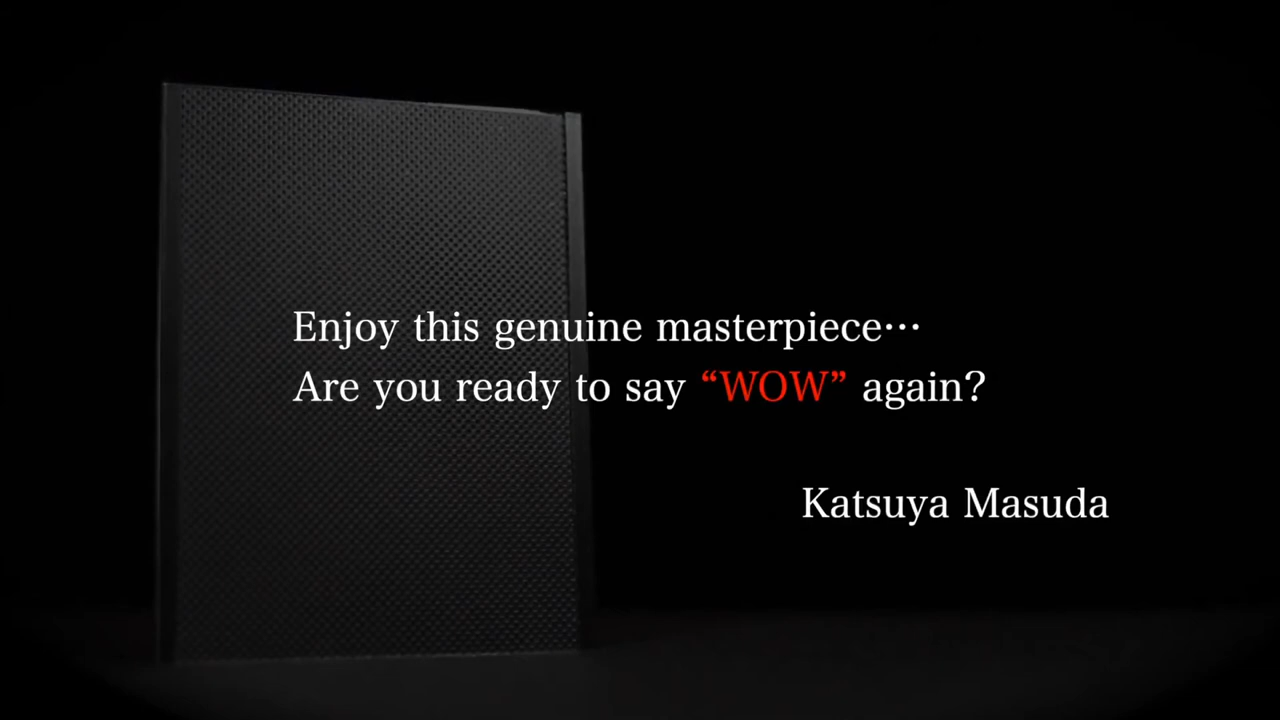 Enjoy this genuine masterpiece…
Are you ready to say “WOW” again?
Katsuya Masuda